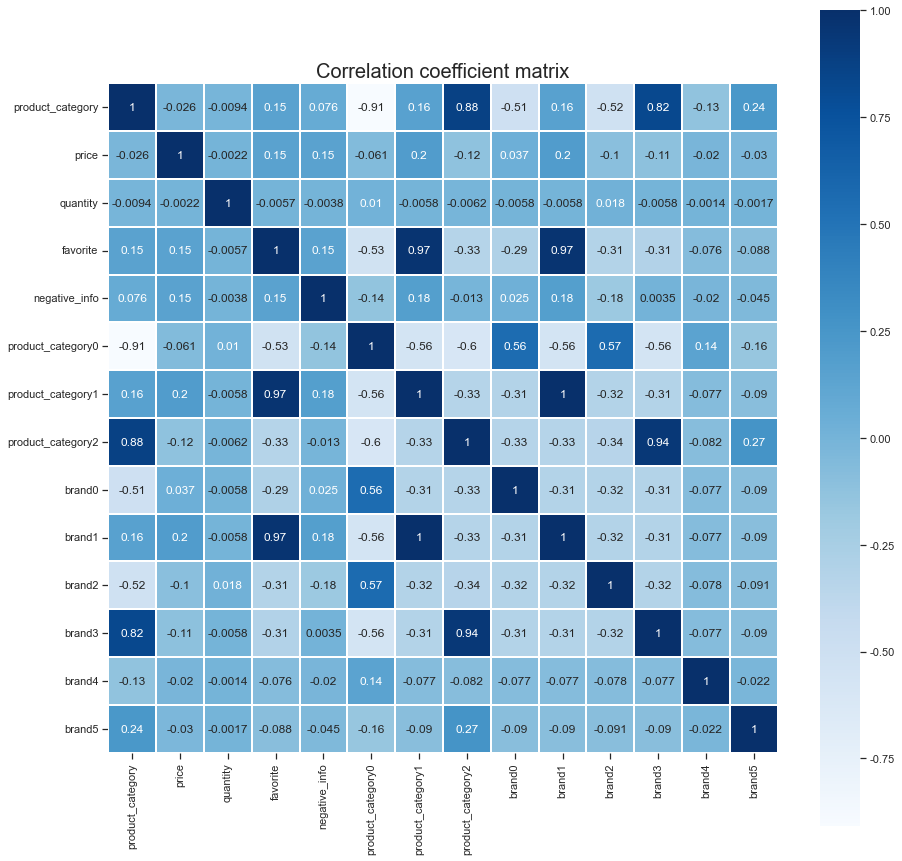 Correlation coefficient matrix
product_category 1 -0.026 -0.0094 0.15 0.076 -0.91 0.16 0.88 -0.51 0.16 -0.52 0.82 -0.13 0.24
price -0.026 1 -0.0022 0.15 0.15 -0.061 0.2 -0.12 0.037 0.2 -0.1 -0.11 -0.02 -0.03
quantity -0.0094 -0.0022 1 -0.0057 -0.0038 0.01 -0.0058 -0.0062 -0.0058 -0.0058 0.018 -0.0058 -0.0014 -0.0017
favorite 0.15 0.15 -0.0057 1 0.15 -0.53 0.97 -0.33 -0.29 0.97 -0.31 -0.31 -0.076 -0.088
negative_info 0.076 0.15 -0.0038 0.15 1 -0.14 0.18 -0.013 0.025 0.18 -0.18 0.0035 -0.02 -0.045
product_category0 -0.91 -0.061 0.01 -0.53 -0.14 1 -0.56 -0.6 0.56 -0.56 0.57 -0.56 0.14 -0.16
product_category1 0.16 0.2 -0.0058 0.97 0.18 -0.56 1 -0.33 -0.31 1 -0.32 -0.31 -0.077 -0.09
product_category2 0.88 -0.12 -0.0062 -0.33 -0.013 -0.6 -0.33 1 -0.33 -0.33 -0.34 0.94 -0.082 0.27
brand0 -0.51 0.037 -0.0058 -0.29 0.025 0.56 -0.31 -0.33 1 -0.31 -0.32 -0.31 -0.077 -0.09
brand1 0.16 0.2 -0.0058 0.97 0.18 -0.56 1 -0.33 -0.31 1 -0.32 -0.31 -0.077 -0.09
brand2 -0.52 -0.1 0.018 -0.31 -0.18 0.57 -0.32 -0.34 -0.32 -0.32 1 -0.32 -0.078 -0.091
brand3 0.82 -0.11 -0.0058 -0.31 0.0035 -0.56 -0.31 0.94 -0.31 -0.31 -0.32 1 -0.077 -0.09
brand4 -0.13 -0.02 -0.0014 -0.076 -0.02 0.14 -0.077 -0.082 -0.077 -0.077 -0.078 -0.077 1 -0.022
brand5 0.24 -0.03 -0.0017 -0.088 -0.045 -0.16 -0.09 0.27 -0.09 -0.09 -0.091 -0.09 -0.022 1
product_category
price
quantity
favorite
negative_info
product_category0
product_category1
product_category2
brand0
brand1
brand2
brand3
brand4
brand5
1.00
0.75
0.50
0.25
0.00
-0.25
-0.50
-0.75